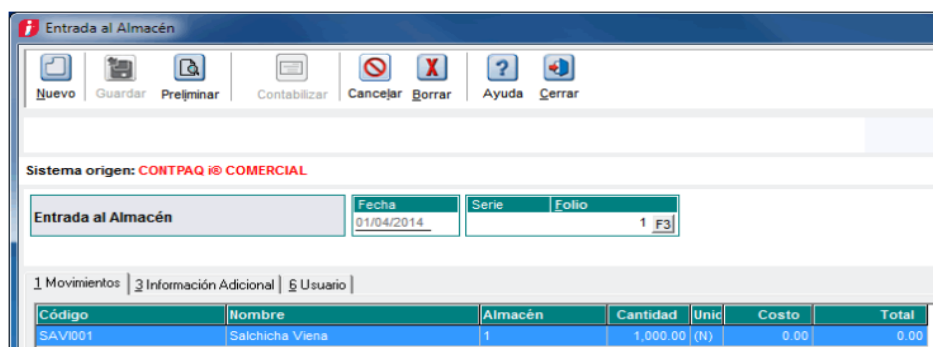 Entrada al Almacén
Nuevo Guardar Preliminar Contabilizar Cancelar Borrar Ayuda Cerrar
Sistema origen: CONTPAQ i® COMERCIAL
Entrada al Almacén
Fecha Serie Folio
01/04/2014 1 F3
1 Movimientos 3 Información Adicional 6 Usuario
Código Nombre Almacén Cantidad Unic Costo Total
SAVI001 Salchicha Viena 1 1,000.00 (N) 0.00 0.00